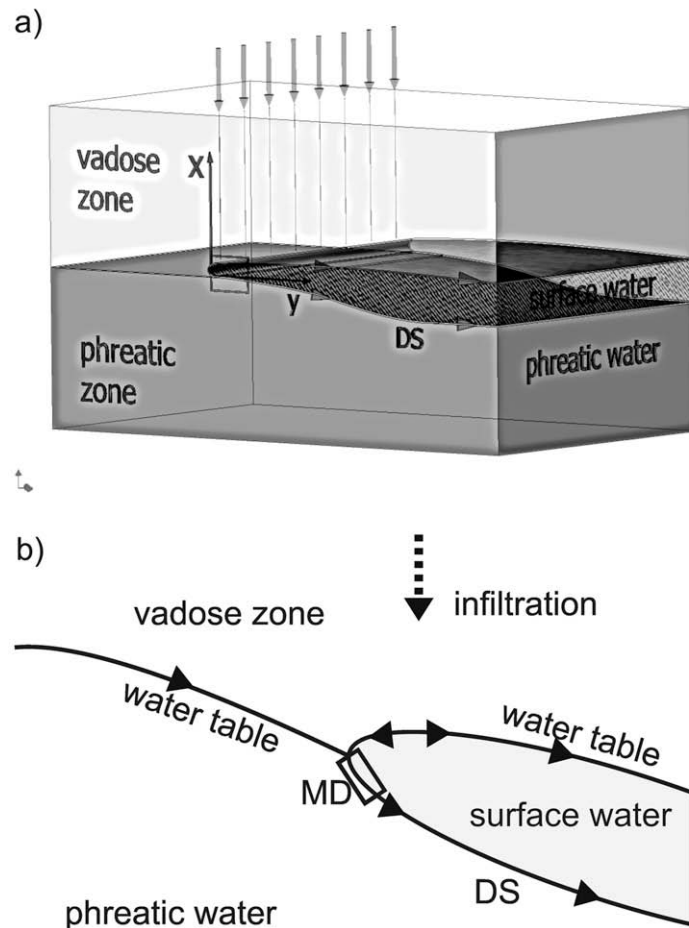 a)
vadose
zone
X
y
DS
surface water
phreatic
zone
phreatic water
b)
infiltration
vadose zone
water table
water table
MD
surface water
DS
phreatic water